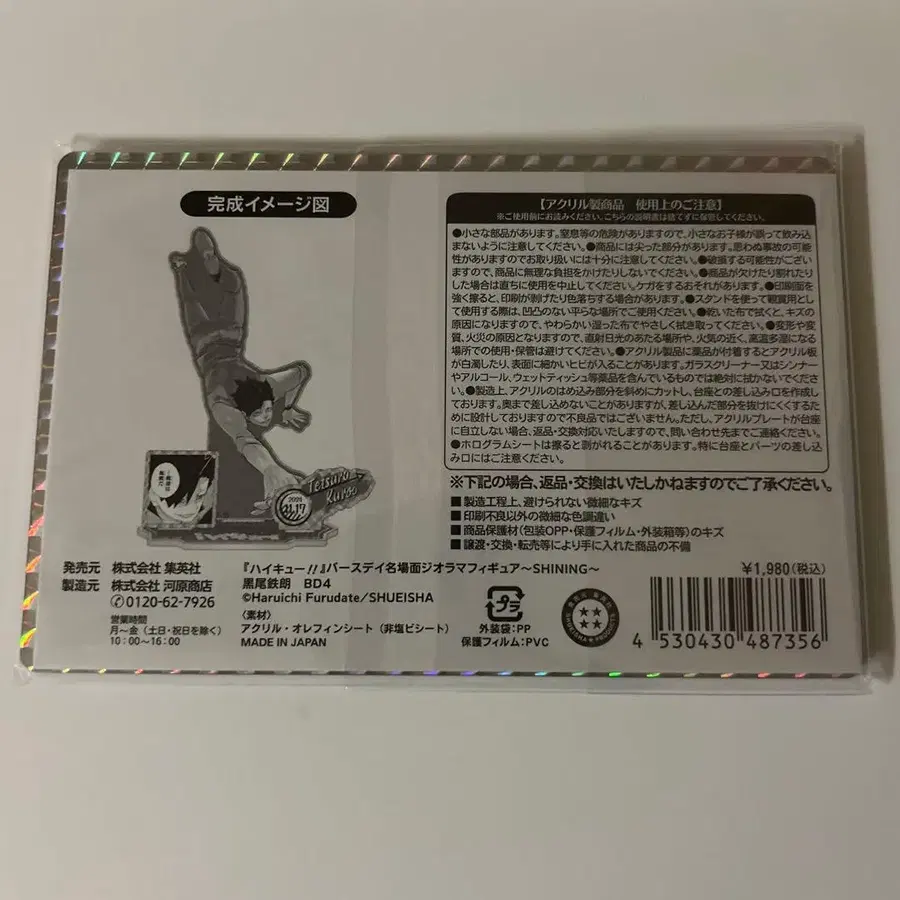 完成イメージ図
Tetsuro
Kuroo
11.17
【アクリル製商品 使用上のご注意】
※ご使用前にお読みください。こちらの説明書は捨てずに保管してください。
●小さな部品があります。窒息等の危険がありますので、小さなお子様が誤って飲み込
まないように注意してください。●商品には尖った部分があります。思わぬ事故の可能
性がありますのでお取り扱いには十分に注意してください。●破損する可能性がござい
ますので、商品に無理な負担をかけたりしないでください。●商品が欠けたり割れたり
した場合は直ちに使用を中止してください。ケガをするおそれがあります。●印刷面を
強く擦ると、印刷が剥げたり色落ちする場合があります。●スタンドを使って観賞用とし
て使用する際は、凹凸のない平らな場所でご使用ください。●乾いた布で拭くと、キズの
原因になりますので、やわらかい湿った布でやさしく拭き取ってください。●変形や変
質、火災の原因となりますので、直射日光のあたる場所や、火気の近く、高温多湿になる
場所での使用・保管は避けてください。●アクリル製品に薬品が付着するとアクリル板
が白濁したり、表面に細かいヒビが入ることがあります。ガラスクリーナー又はシンナー
やアルコール、ウェットティッシュ等薬品を含んでいるものでは絶対に拭かないでくださ
い。●製造上、アクリルのはめ込み部分を斜めにカットし、台座との差し込み口を作成し
ております。奥まで差し込めないことがありますが、差し込んだ部分を抜けにくくするため
に設計しておりますので不良品ではございません。ただし、アクリルプレートが台座
に自立しない場合、返品・交換対応いたしますので、問い合わせ先までご連絡ください。
●ホログラムシートは擦ると剥がれることがあります。特に台座とパーツの差し込
み口にはご注意ください。
※下記の場合、返品・交換はいたしかねますのでご了承ください。
■製造工程上、避けられない微細なキズ
■印刷不良以外の微細な色調違い
■商品保護材(包装OPP・保護フィルム・外装箱等)のキズ
■譲渡・交換・転売等により手に入れた商品の不備
発売元 株式会社 集英社
製造元 株式会社 河原商店
✆0120-62-7926
営業時間
月〜金(土日・祝日を除く)
10:00〜16:00
『ハイキュー!!』バースデイ名場面ジオラマフィギュア〜SHINING〜
黒尾鉄朗 BD4
©Haruichi Furudate/SHUEISHA
〈素材〉
アクリル・オレフィンシート(非塩ビシート)
MADE IN JAPAN
プラ
外装袋:PP
保護フィルム:PVC
¥1,980(税込)
4 530430 487356